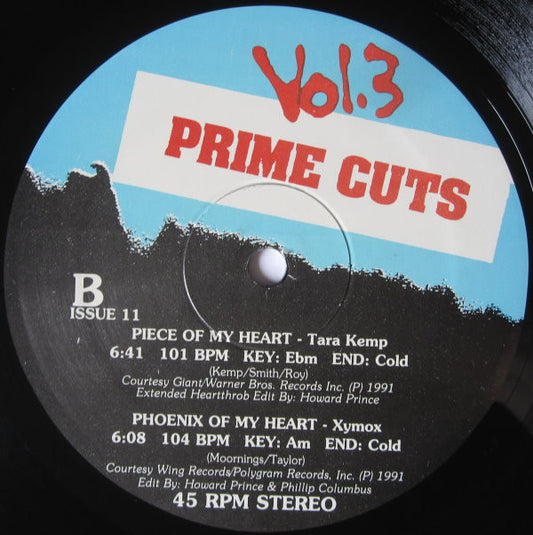 Vol.3
PRIME CUTS
B
ISSUE 11
PIECE OF MY HEART - Tara Kemp
6:41 101 BPM KEY: Ebm END: Cold
(Kemp/Smith/Roy)
Courtesy Giant/Warner Bros. Records Inc. (P) 1991
Extended Heartthrob Edit By: Howard Prince
PHOENIX OF MY HEART - Xymox
6:08 104 BPM KEY: Am END: Cold
(Moornings/Taylor)
Courtesy Wing Records/Polygram Records Inc. (P) 1991
Edit By: Howard Prince & Phillip Columbus
45 RPM STEREO